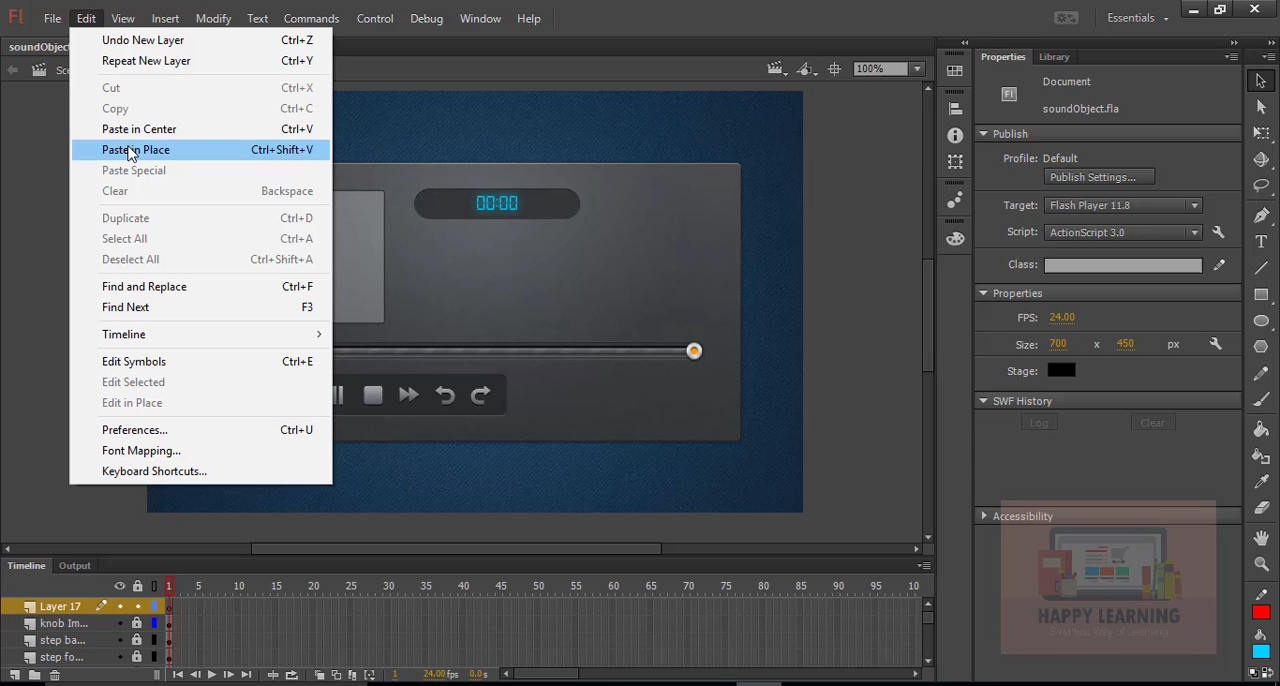 Fl File Edit View Insert Modify Text Commands Control Debug Window Help Essentials
soundObject
Undo New Layer Ctrl+Z
Repeat New Layer Ctrl+Y
Cut Ctrl+X
Copy Ctrl+C
Paste in Center Ctrl+V
Paste in Place Ctrl+Shift+V
Paste Special
Clear Backspace
Duplicate Ctrl+D
Select All Ctrl+A
Deselect All Ctrl+Shift+A
Find and Replace Ctrl+F
Find Next F3
Timeline
Edit Symbols Ctrl+E
Edit Selected
Edit in Place
Preferences... Ctrl+U
Font Mapping...
Keyboard Shortcuts...
100%
00:00
Properties Library
Document
Fl
soundObject.fla
Publish
Profile: Default
Publish Settings...
Target: Flash Player 11.8
Script: ActionScript 3.0
Class:
Properties
FPS: 24.00
Size: 700 x 450 px
Stage:
SWF History
Log Clear
Accessibility
HAPPY LEARNING
Timeline Output
1 5 10 15 20 25 30 35 40 45 50 55 60 65 70 75 80 85 90 95 10
Layer 17
knob Im...
step ba...
step fo...
1 24.00fps 0.0s